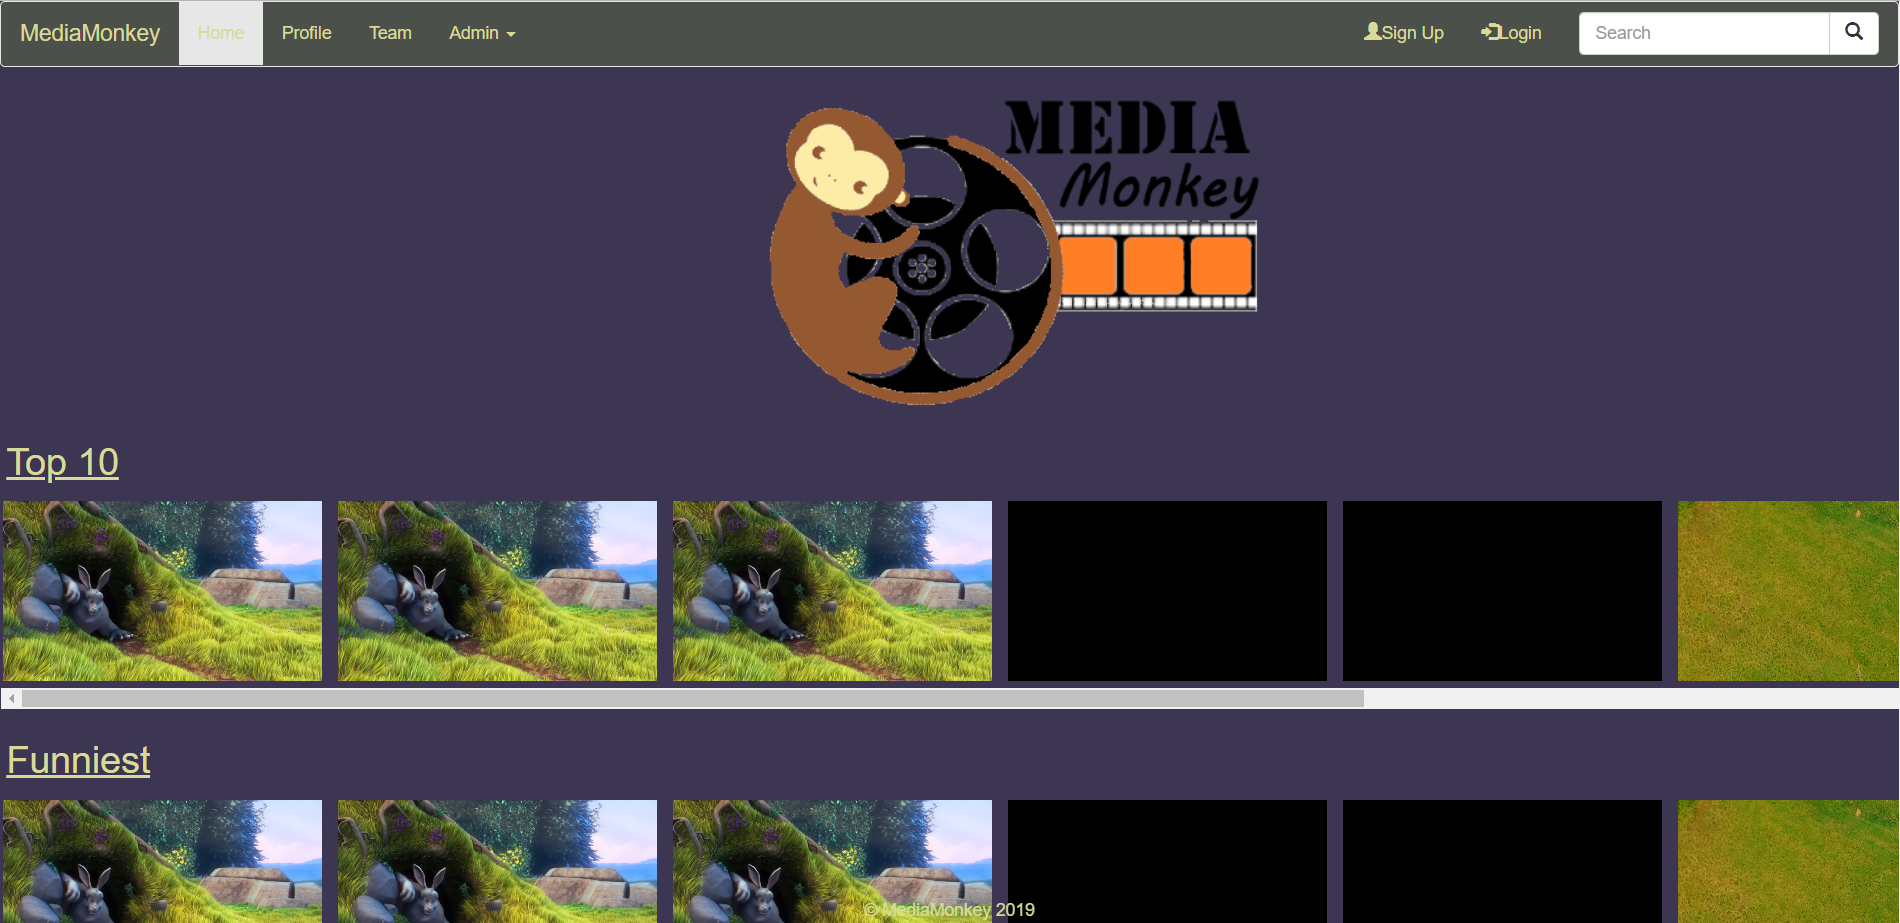 MediaMonkey Home Profile Team Admin Sign Up Login Search
MEDIA
Monkey
Top 10
Funniest
© MediaMonkey 2019